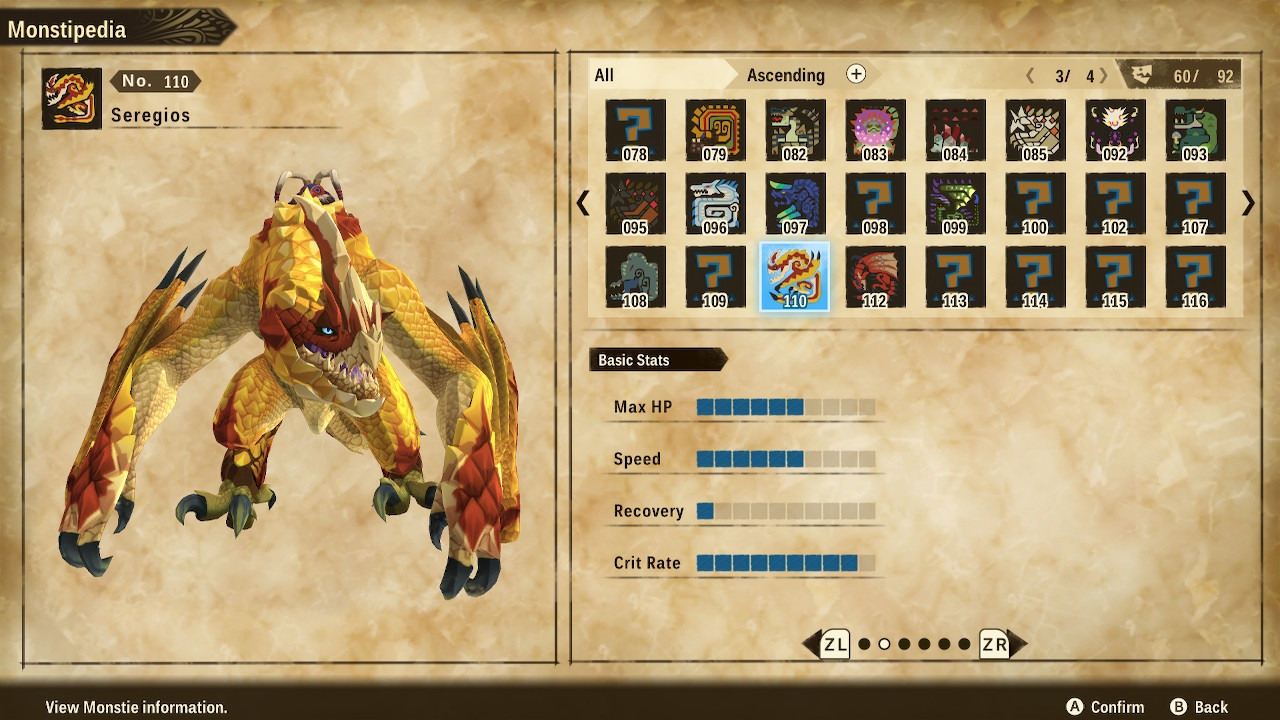 Monstipedia
No. 110
Seregios
All
Ascending
3/ 4
60/ 92
? 078
079
082
083
084
085
092
093
095
096
097
? 098
099
? 100
? 102
? 107
108
? 109
110
112
? 113
? 114
? 115
? 116
Basic Stats
Max HP
Speed
Recovery
Crit Rate
ZL
ZR
View Monstie information.
A Confirm
B Back